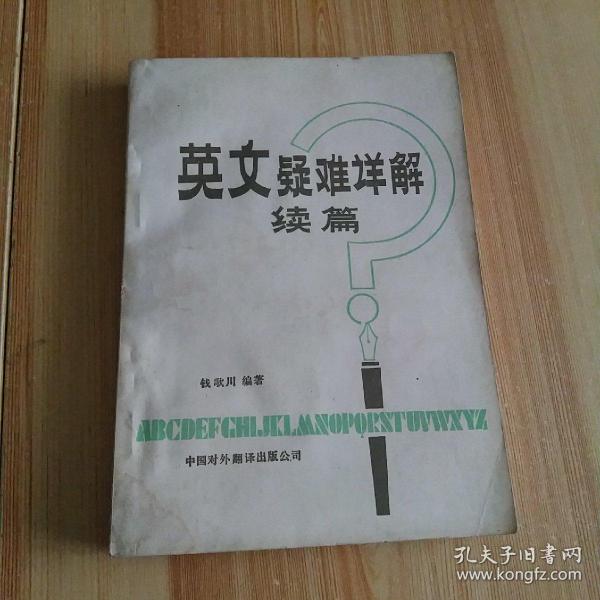 英文疑难详解
续篇
钱歌川 编著
ABCDEFGHIJKLMNOPQRSTUVWXYZ
中国对外翻译出版公司
孔夫子旧书网
www.kongfz.com